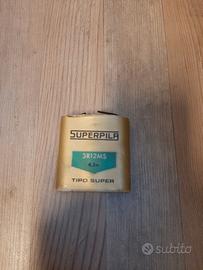 SUPERPILA
3R12MS
4,5V
TIPO SUPER
subito